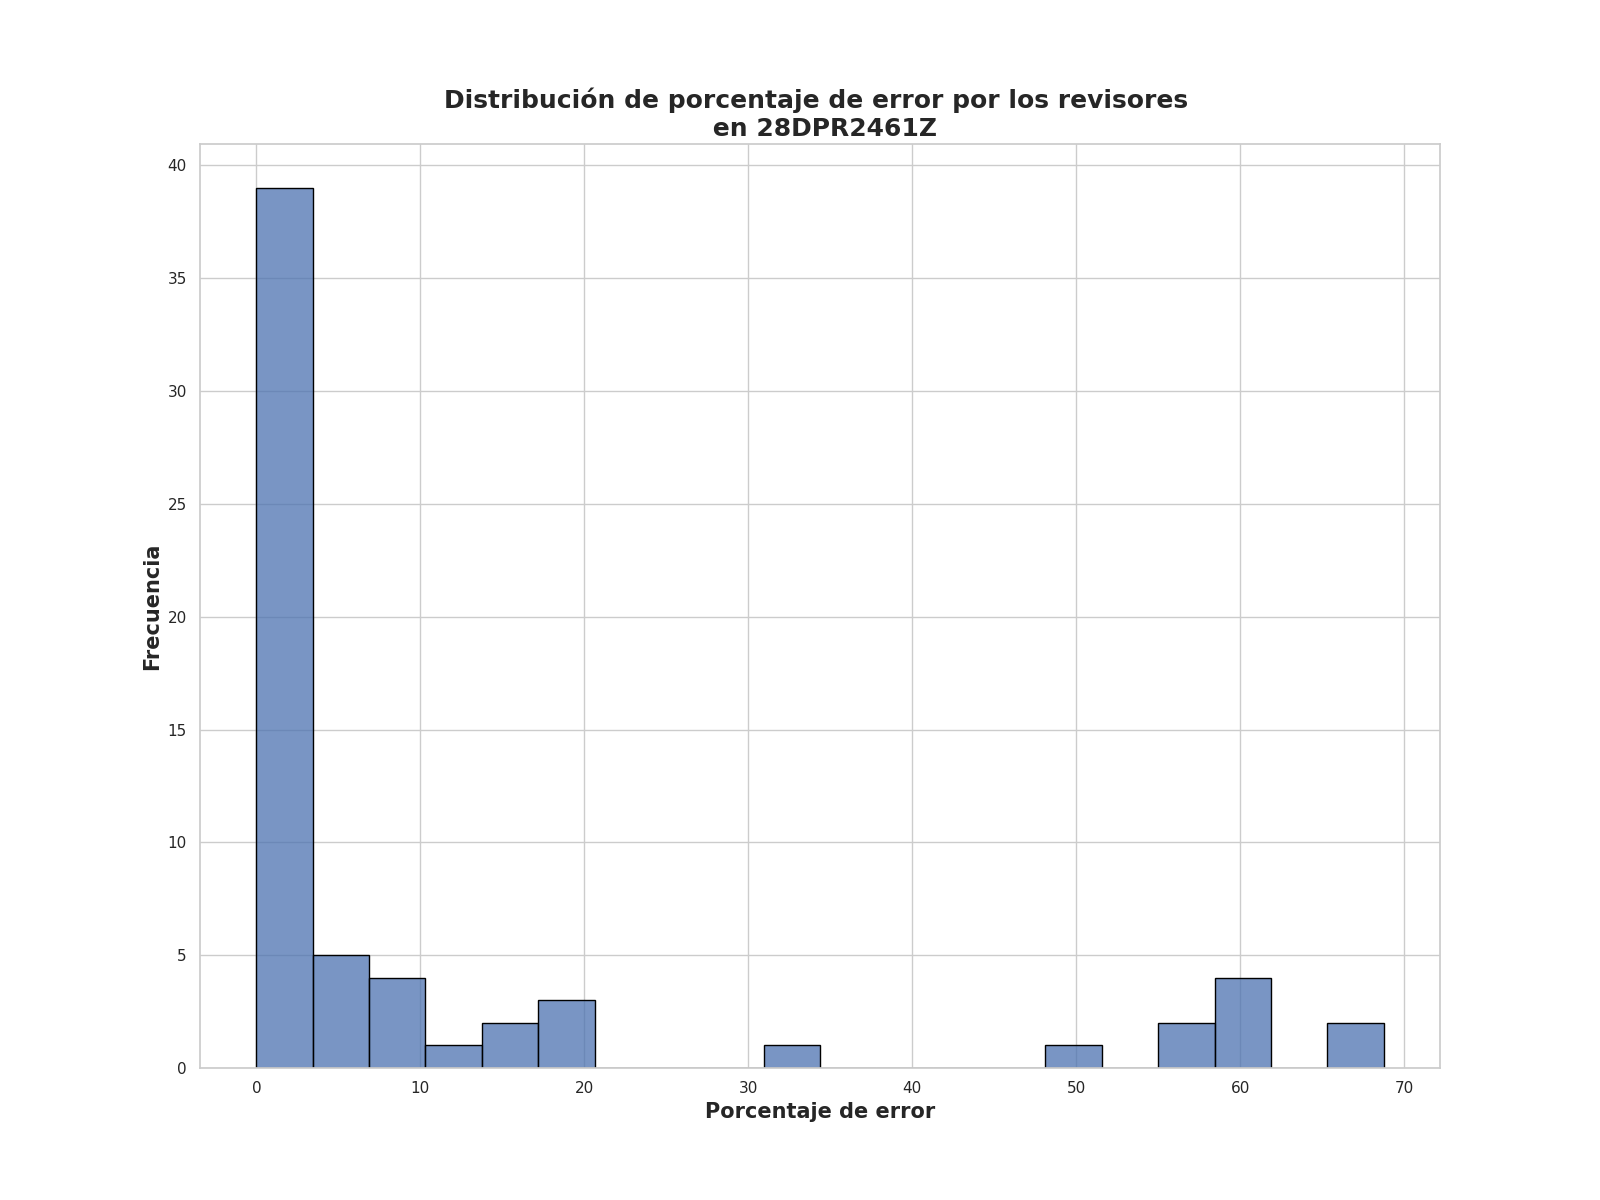 Distribución de porcentaje de error por los revisores
en 28DPR2461Z
Frecuencia
40
35
30
25
20
15
10
5
0
0 10 20 30 40 50 60 70
Porcentaje de error